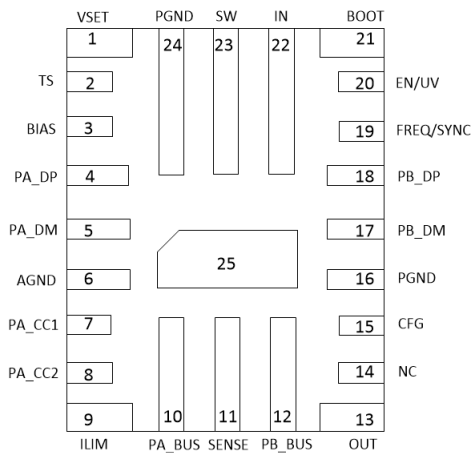 VSET PGND SW IN BOOT
1 24 23 22 21
TS 2 20 EN/UV
BIAS 3 19 FREQ/SYNC
PA_DP 4 18 PB_DP
PA_DM 5 17 PB_DM
25
AGND 6 16 PGND
PA_CC1 7 15 CFG
PA_CC2 8 14 NC
9 10 11 12 13
ILIM PA_BUS SENSE PB_BUS OUT